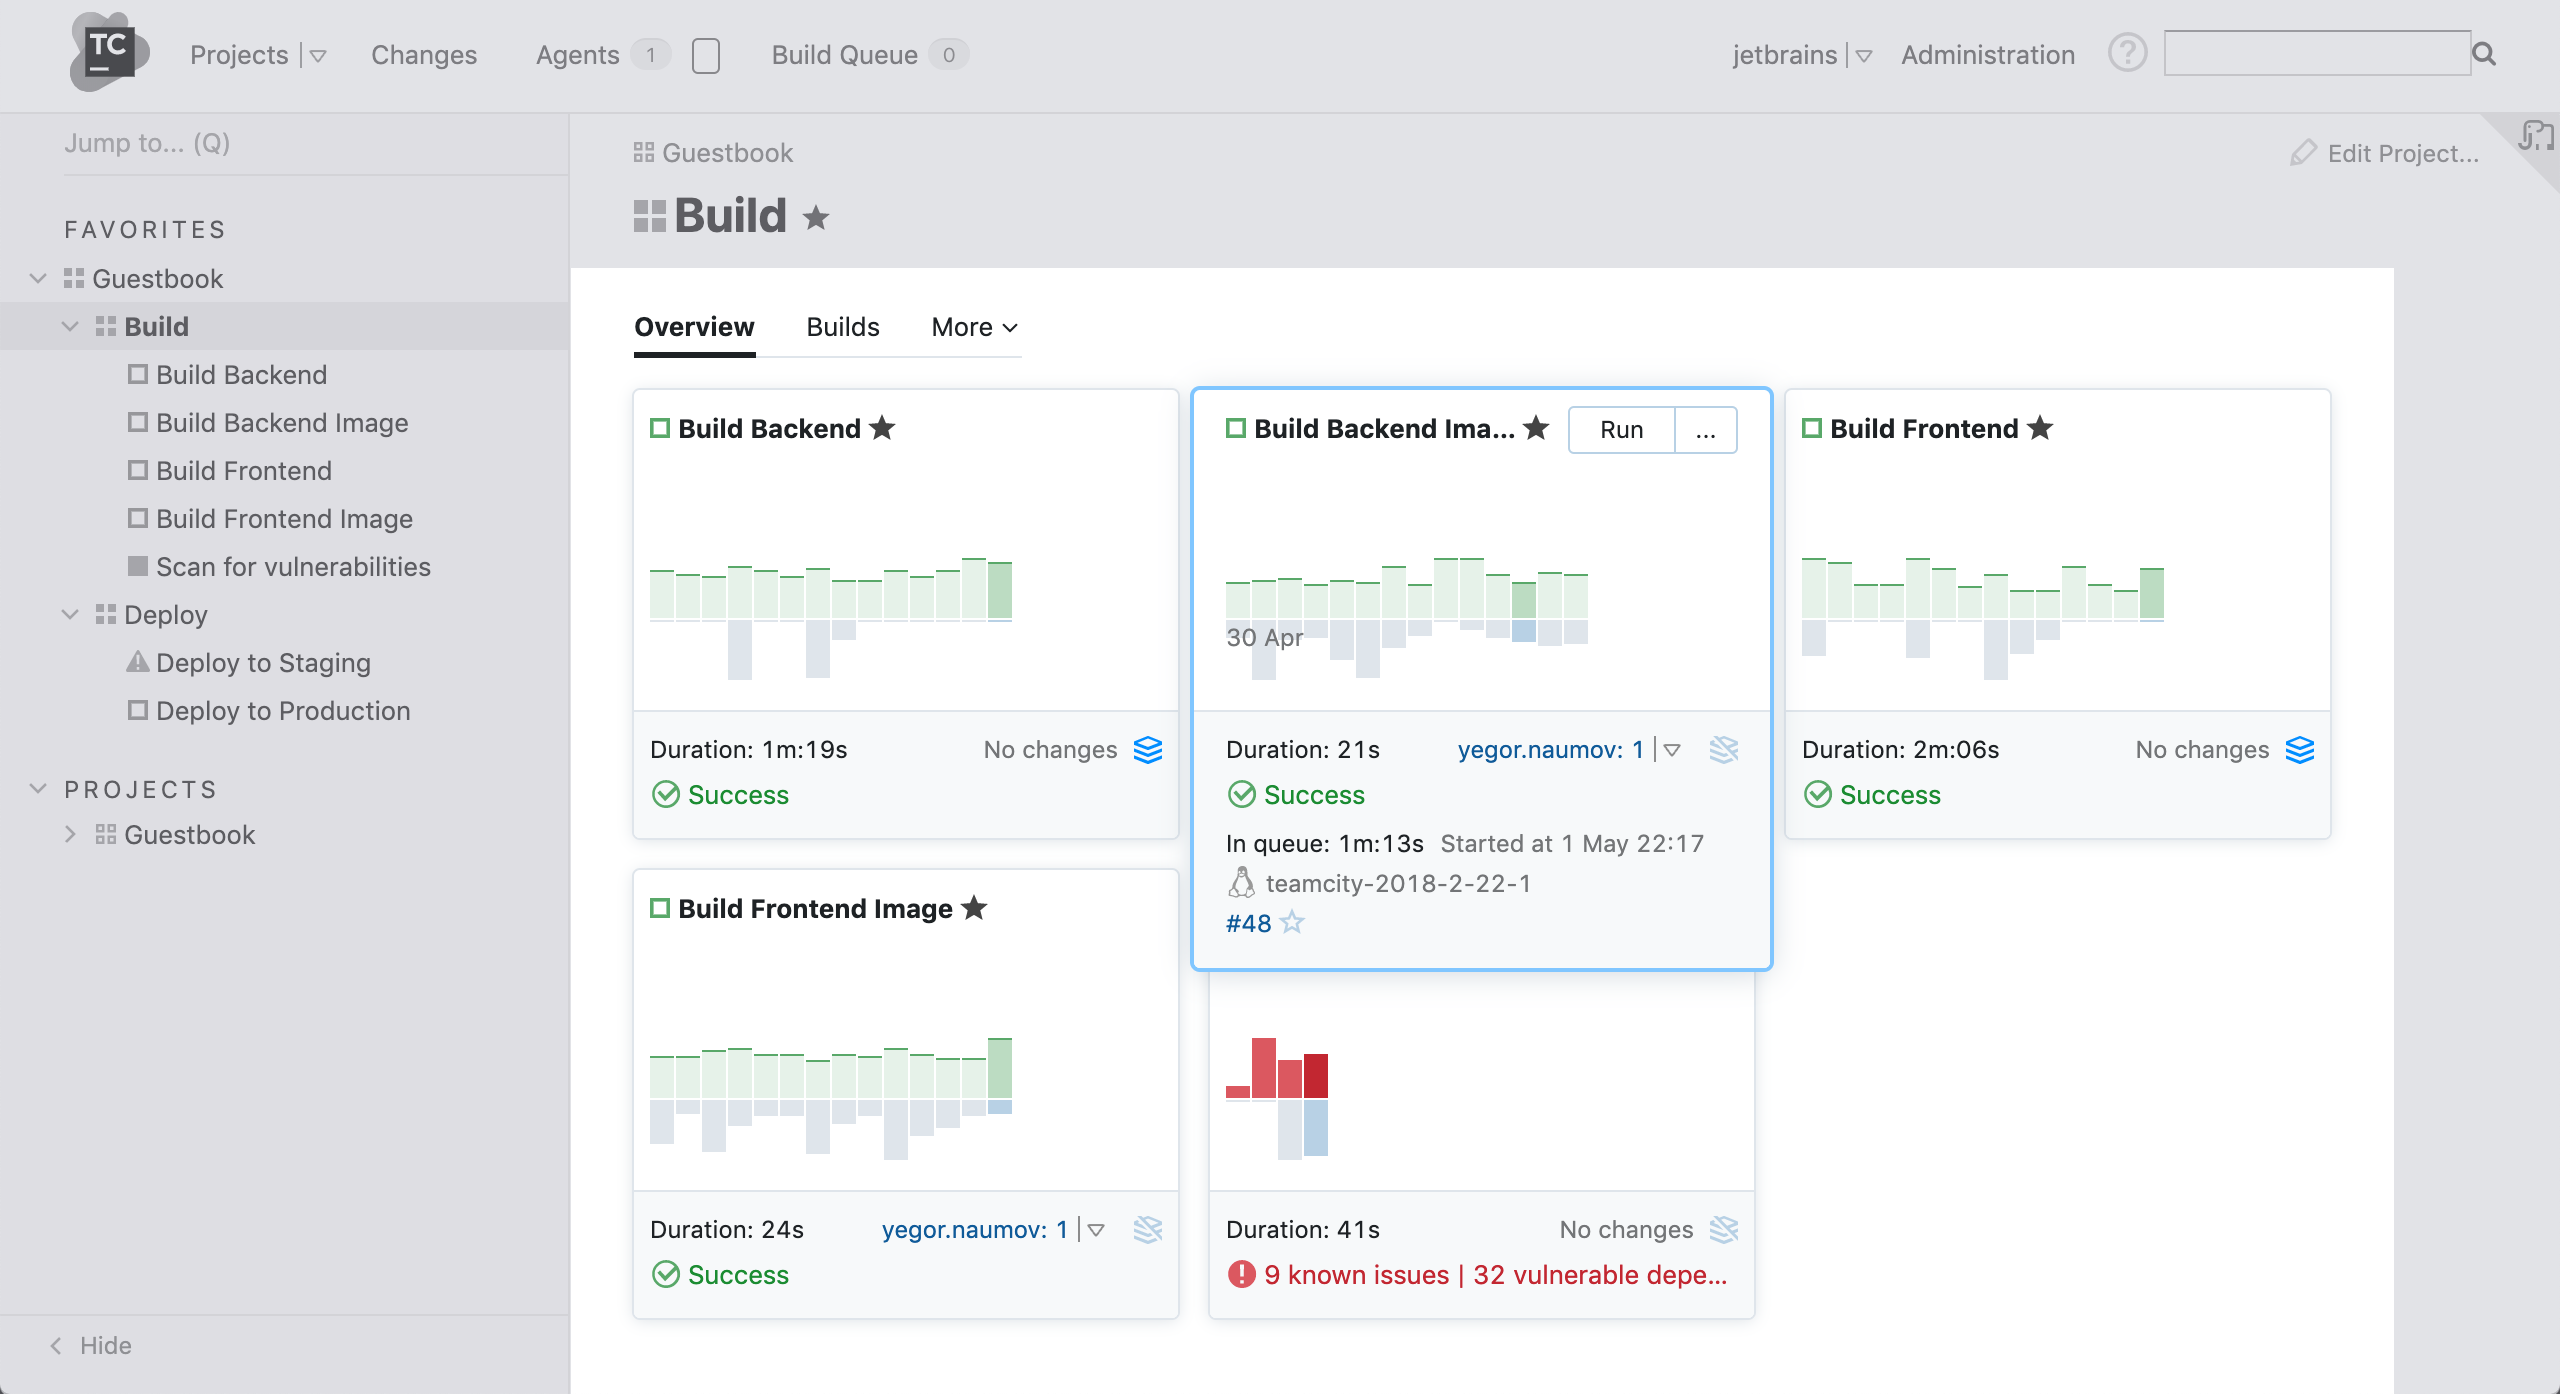 TC
Projects
Changes
Agents 1
Build Queue 0
jetbrains
Administration
?
Jump to... (Q)
FAVORITES
Guestbook
Build
Build Backend
Build Backend Image
Build Frontend
Build Frontend Image
Scan for vulnerabilities
Deploy
Deploy to Staging
Deploy to Production
PROJECTS
Guestbook
Hide
Guestbook
Edit Project...
Build
Overview
Builds
More
Build Backend
Duration: 1m:19s
No changes
Success
Build Backend Ima...
Run
...
30 Apr
Duration: 21s
yegor.naumov: 1
Success
In queue: 1m:13s Started at 1 May 22:17
teamcity-2018-2-22-1
#48
Build Frontend
Duration: 2m:06s
No changes
Success
Build Frontend Image
Duration: 24s
yegor.naumov: 1
Success
Duration: 41s
No changes
9 known issues | 32 vulnerable depe...